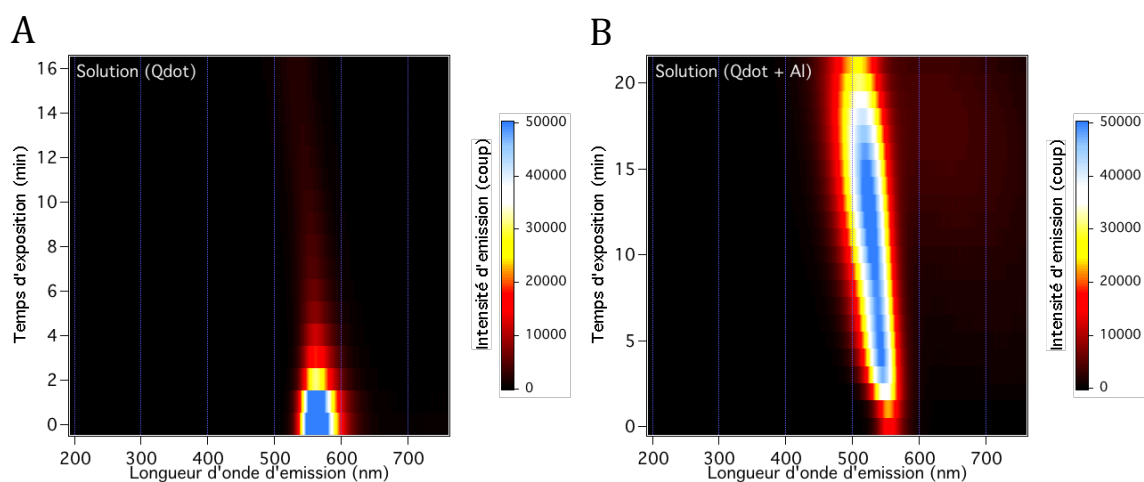 A
Solution (Qdot)
Temps d'exposition (min)
16
14
12
10
8
6
4
2
0
200 300 400 500 600 700
Longueur d'onde d'emission (nm)
Intensité d'emission (coup)
50000
40000
30000
20000
10000
0
B
Solution (Qdot + Al)
Temps d'exposition (min)
20
15
10
5
0
200 300 400 500 600 700
Longueur d'onde d'emission (nm)
Intensité d'emission (coup)
50000
40000
30000
20000
10000
0